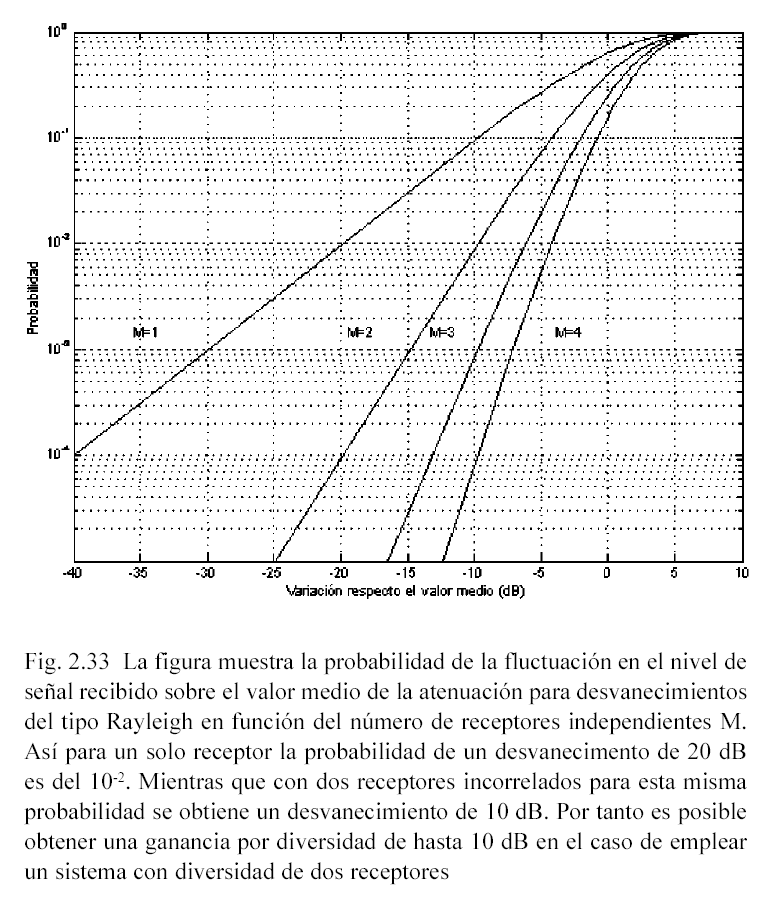 10⁰
10⁻¹
10⁻²
10⁻³
10⁻⁴
Probabilidad
M=1
M=2
M=3
M=4
-40 -35 -30 -25 -20 -15 -10 -5 0 5 10
Variación respecto el valor medio (dB)
Fig. 2.33 La figura muestra la probabilidad de la fluctuación en el nivel de
señal recibido sobre el valor medio de la atenuación para desvanecimientos
del tipo Rayleigh en función del número de receptores independientes M.
Así para un solo receptor la probabilidad de un desvanecimento de 20 dB
es del 10⁻². Mientras que con dos receptores incorrelados para esta misma
probabilidad se obtiene un desvanecimiento de 10 dB. Por tanto es posible
obtener una ganancia por diversidad de hasta 10 dB en el caso de emplear
un sistema con diversidad de dos receptores